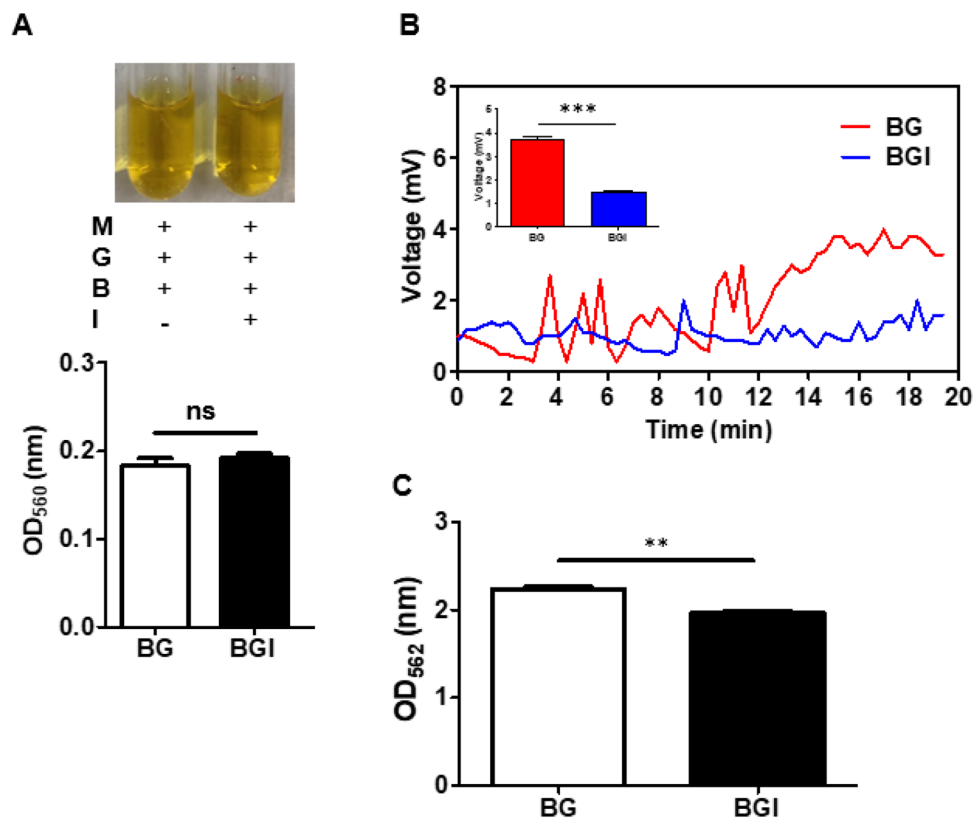 A
M + +
G + +
B + +
I - +
0.3
0.2
0.1
0.0
OD560 (nm)
ns
BG BGI
B
8
6
4
2
0
Voltage (mV)
0 2 4 6 8 10 12 14 16 18 20
Time (min)
BG
BGI
5
4
3
2
1
0
Voltage (mV)
***
BG BGI
C
3
2
1
0
OD562 (nm)
**
BG BGI